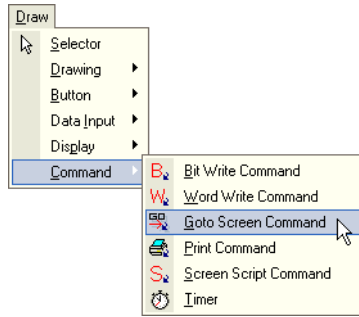 Draw
Selector
Drawing
Button
Data Input
Display
Command
B Bit Write Command
W Word Write Command
GO Goto Screen Command
Print Command
S Screen Script Command
Timer